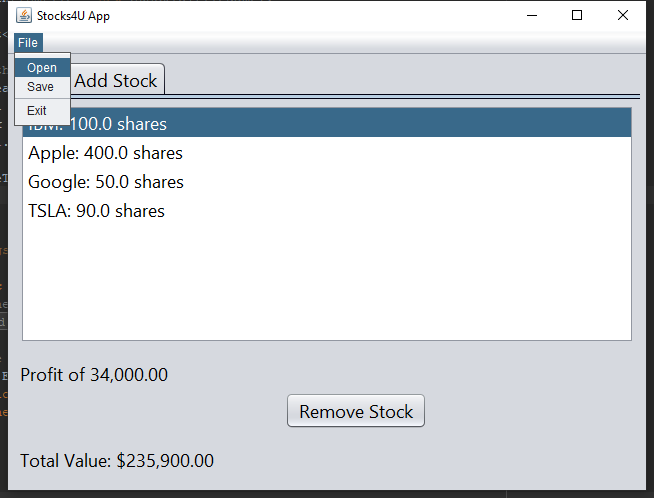 Stocks4U App
File
Open
Save
Exit
Add Stock
IBM: 100.0 shares
Apple: 400.0 shares
Google: 50.0 shares
TSLA: 90.0 shares
Profit of 34,000.00
Remove Stock
Total Value: $235,900.00